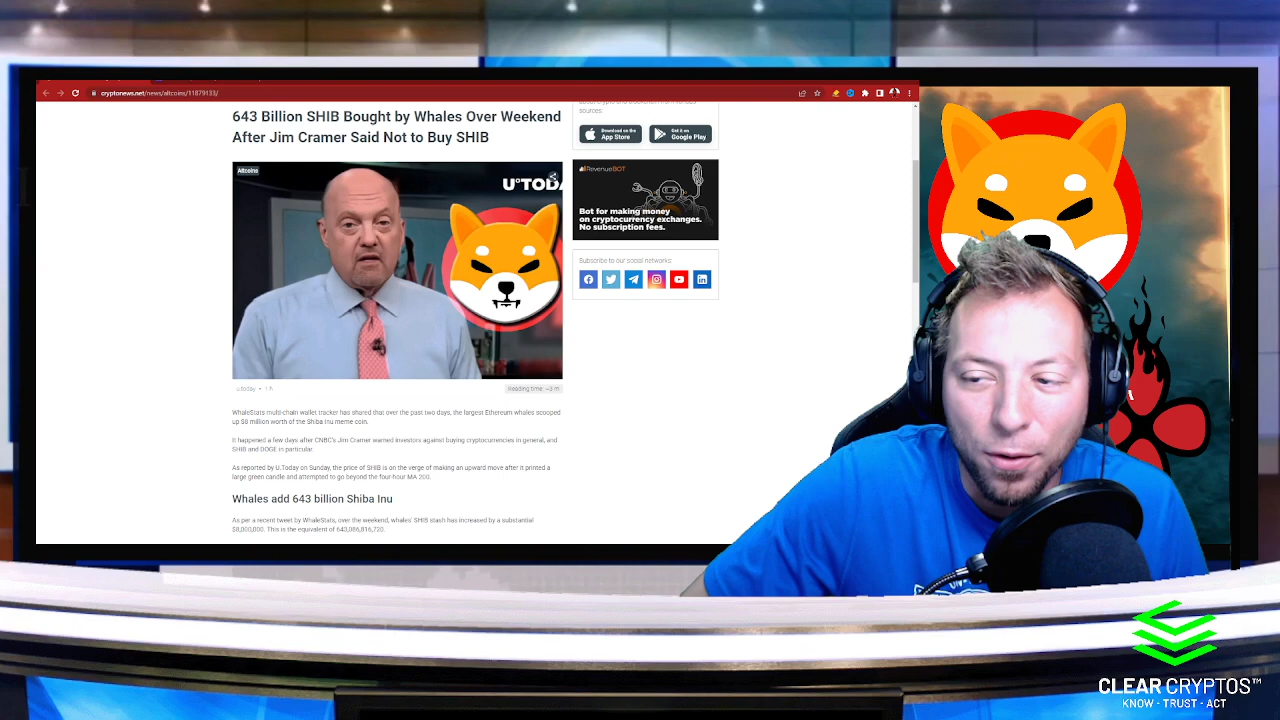 cryptonews.net/news/altcoins/11879133/
643 Billion SHIB Bought by Whales Over Weekend
After Jim Cramer Said Not to Buy SHIB
Altcoins
U°TODA
u.today • 1 h
Reading time: ~3 m
WhaleStats multi-chain wallet tracker has shared that over the past two days, the largest Ethereum whales scooped
up $8 million worth of the Shiba Inu meme coin.
It happened a few days after CNBC's Jim Cramer warned investors against buying cryptocurrencies in general, and
SHIB and DOGE in particular.
As reported by U.Today on Sunday, the price of SHIB is on the verge of making an upward move after it printed a
large green candle and attempted to go beyond the four-hour MA 200.
Whales add 643 billion Shiba Inu
As per a recent tweet by WhaleStats, over the weekend, whales' SHIB stash has increased by a substantial
$8,000,000. This is the equivalent of 643,086,816,720.
sources.
Download on the
App Store
Get it on
Google Play
RevenueBOT
Bot for making money
on cryptocurrency exchanges.
No subscription fees.
Subscribe to our social networks:
CLEAR CRYPTOS™
KNOW - TRUST - ACT